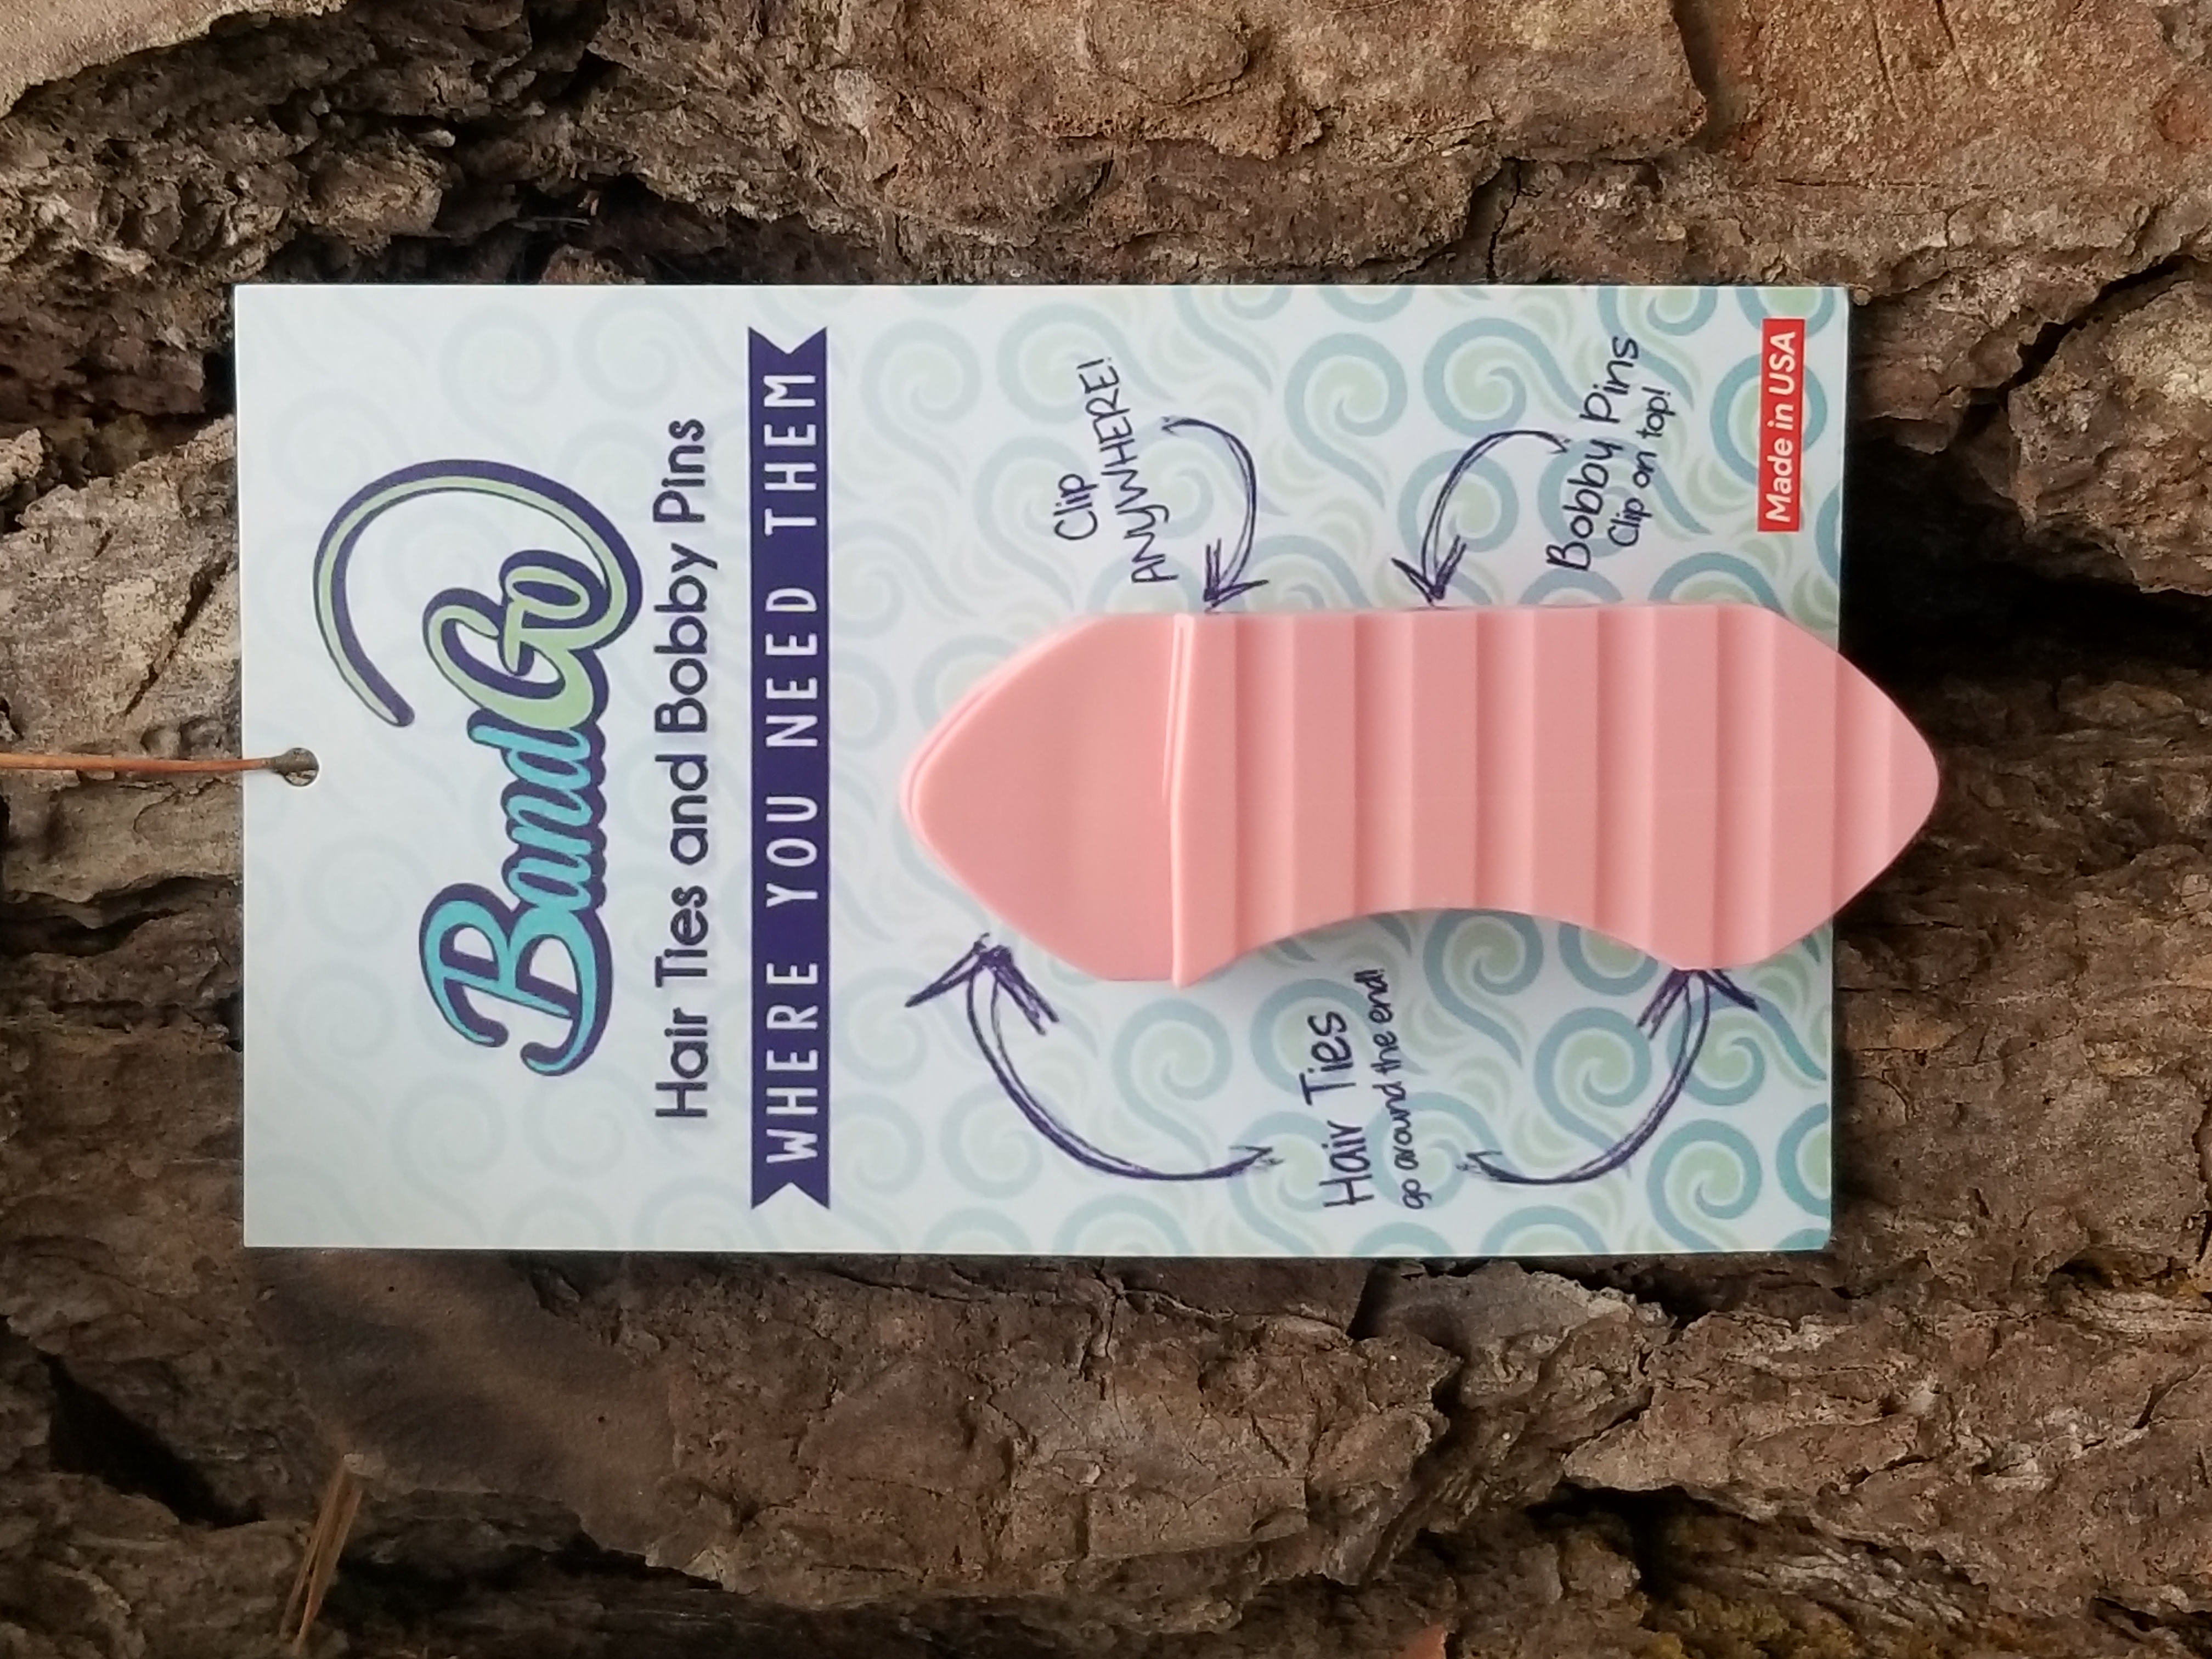 BandGo
Hair Ties and Bobby Pins
WHERE YOU NEED THEM
Clip
ANYWHERE!
Hair Ties
go around the end!
Bobby Pins
Clip on top!
Made in USA